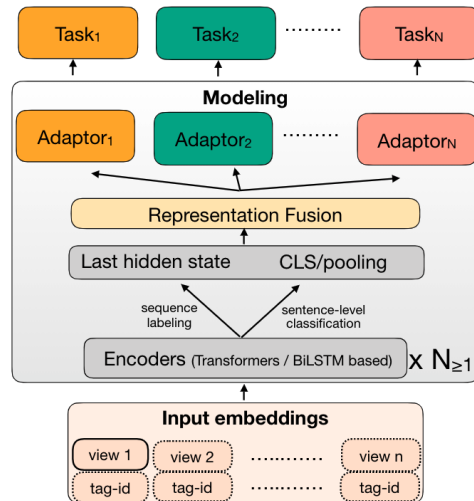 Task1 Task2 ········ TaskN
Modeling
Adaptor1 Adaptor2 ········ AdaptorN
Representation Fusion
Last hidden state CLS/pooling
sequence labeling
sentence-level classification
Encoders (Transformers / BiLSTM based) x N≥1
Input embeddings
view 1 view 2 ··········· view n
tag-id tag-id ··········· tag-id